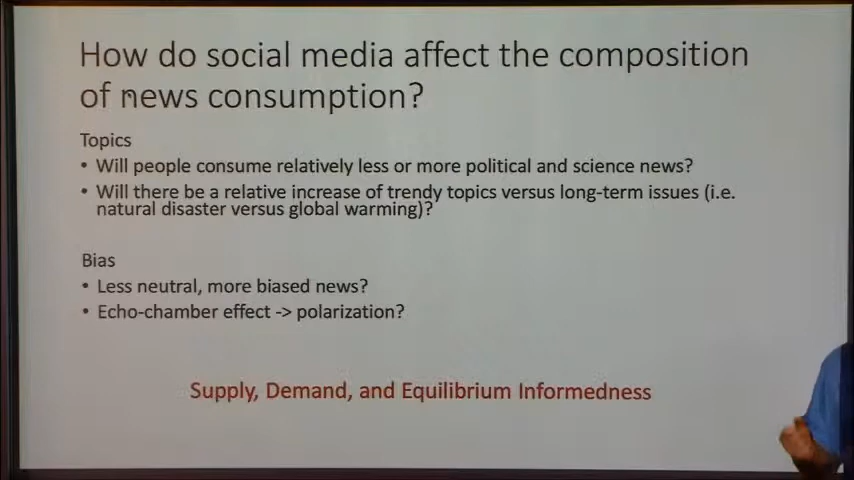 How do social media affect the composition
of news consumption?
Topics
• Will people consume relatively less or more political and science news?
• Will there be a relative increase of trendy topics versus long-term issues (i.e.
natural disaster versus global warming)?
Bias
• Less neutral, more biased news?
• Echo-chamber effect -> polarization?
Supply, Demand, and Equilibrium Informedness